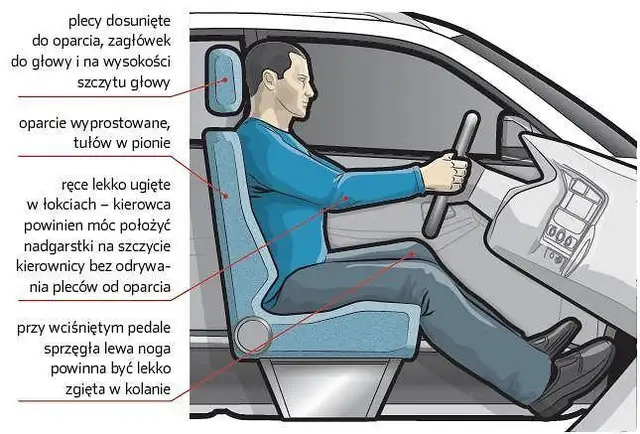 plecy dosunięte
do oparcia, zagłówek
do głowy i na wysokości
szczytu głowy
oparcie wyprostowane,
tułów w pionie
ręce lekko ugięte
w łokciach – kierowca
powinien móc położyć
nadgarstki na szczycie
kierownicy bez odrywa-
nia pleców od oparcia
przy wciśniętym pedale
sprzęgła lewa noga
powinna być lekko
zgięta w kolanie